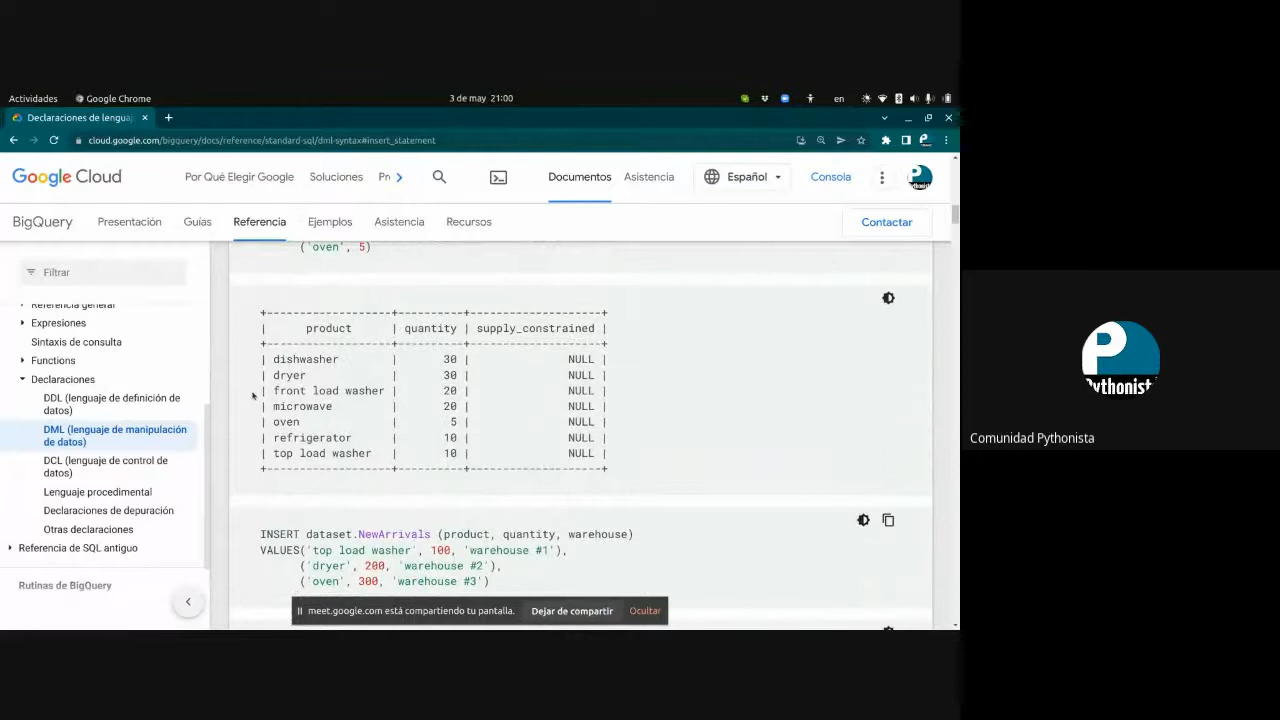 Actividades Google Chrome 3 de may 21:00 en
Declaraciones de lengua
cloud.google.com/bigquery/docs/reference/standard-sql/dml-syntax#insert_statement
Google Cloud Por Qué Elegir Google Soluciones Pr Documentos Asistencia Español Consola
BigQuery Presentación Guías Referencia Ejemplos Asistencia Recursos Contactar
Filtrar
Referencia general
Expresiones
Sintaxis de consulta
Functions
Declaraciones
DDL (lenguaje de definición de
datos)
DML (lenguaje de manipulación
de datos)
DCL (lenguaje de control de
datos)
Lenguaje procedimental
Declaraciones de depuración
Otras declaraciones
Referencia de SQL antiguo
Rutinas de BigQuery
('oven', 5)
+--------------------+----------+--------------------+
| product | quantity | supply_constrained |
+--------------------+----------+--------------------+
| dishwasher | 30 | NULL |
| dryer | 30 | NULL |
| front load washer | 20 | NULL |
| microwave | 20 | NULL |
| oven | 5 | NULL |
| refrigerator | 10 | NULL |
| top load washer | 10 | NULL |
+--------------------+----------+--------------------+
INSERT dataset.NewArrivals (product, quantity, warehouse)
VALUES('top load washer', 100, 'warehouse #1'),
('dryer', 200, 'warehouse #2'),
('oven', 300, 'warehouse #3')
meet.google.com está compartiendo tu pantalla. Dejar de compartir Ocultar
Pythonist
Comunidad Pythonista